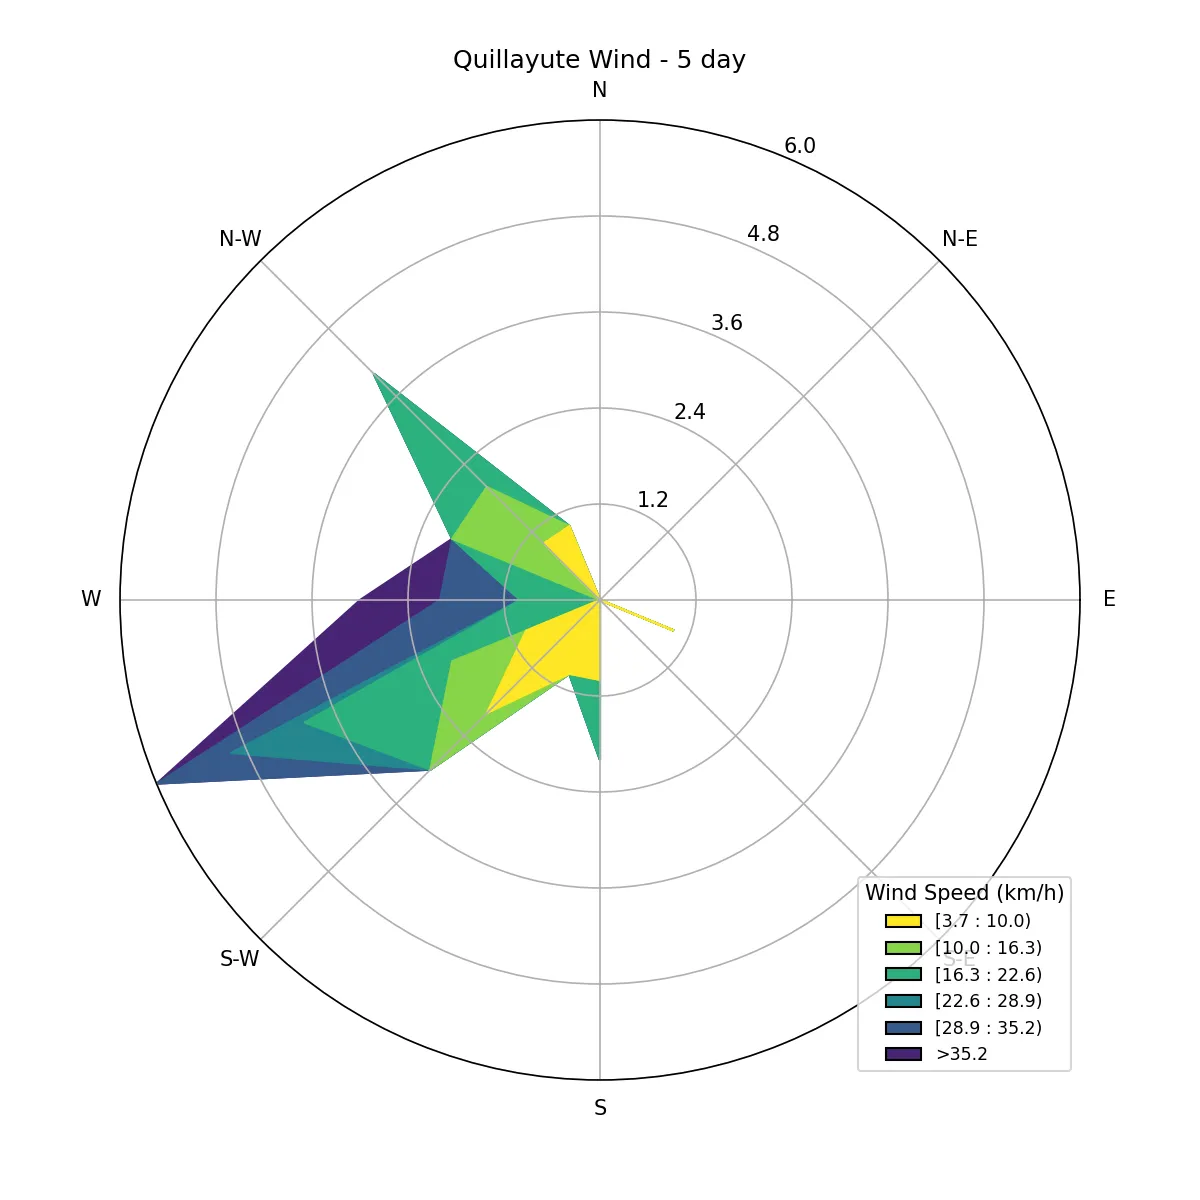 Quillayute Wind - 5 day
N
6.0
N-W
4.8
N-E
3.6
2.4
1.2
W
E
S-W
S-E
S
Wind Speed (km/h)
[3.7 : 10.0)
[10.0 : 16.3)
[16.3 : 22.6)
[22.6 : 28.9)
[28.9 : 35.2)
>35.2